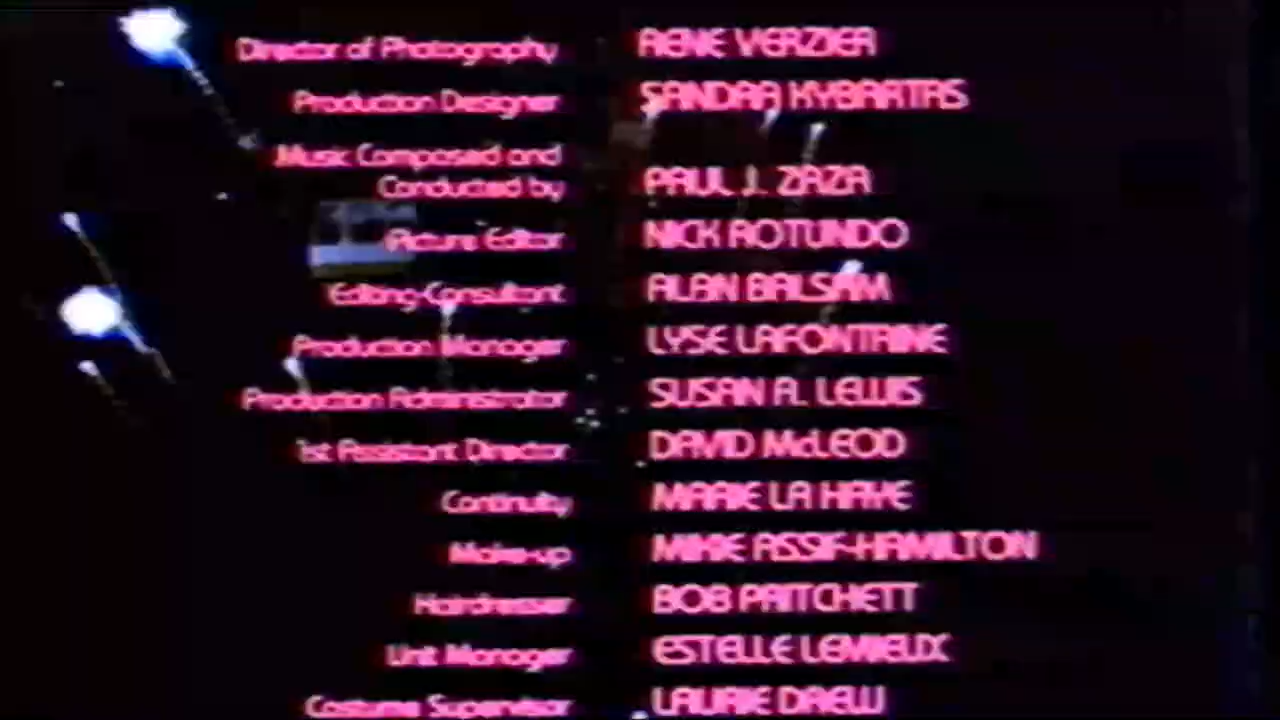 Director of Photography RENE VERZIER
Production Designer SANDRA KYBARTAS
Music Composed and
Conducted by PAUL J. ZAZA
Picture Editor NICK ROTUNDO
Editing Consultant ALAN BALSAM
Production Manager LYSE LAFONTAINE
Production Administrator SUSAN A. LEWIS
1st Assistant Director DAVID McLEOD
Continuity MARIE LA HAYE
Make-up MIKIE ASSIF-HAMILTON
Hairdresser BOB PRITCHETT
Unit Manager ESTELLE LEMIEUX
Costume Supervisor LAURIE DREW